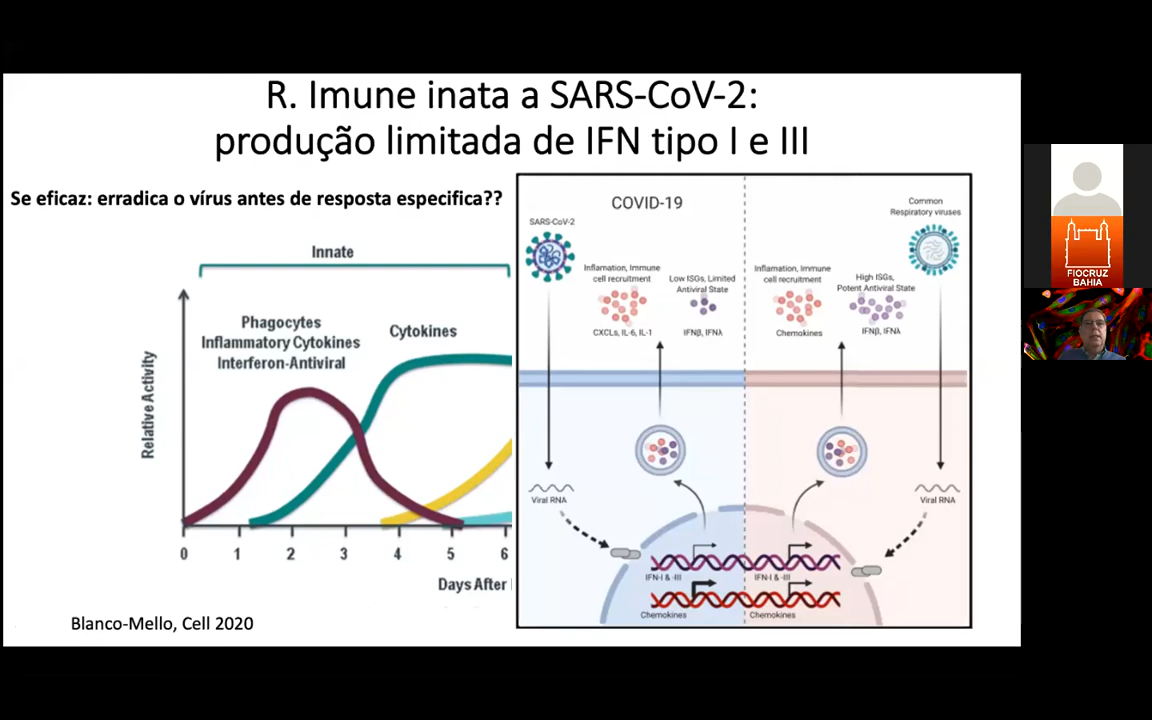 R. Imune inata a SARS-CoV-2:
produção limitada de IFN tipo I e III
Se eficaz: erradica o vírus antes de resposta especifica??
Innate
Phagocytes
Inflammatory Cytokines
Interferon-Antiviral
Cytokines
Relative Activity
0 1 2 3 4 5 6
Days After
Blanco-Mello, Cell 2020
COVID-19
SARS-CoV-2
Inflamation, Immune
cell recruitment
CXCLs, IL-6, IL-1
Low ISGs, Limited
Antiviral State
IFNβ, IFNλ
Inflamation, Immune
cell recruitment
Chemokines
High ISGs,
Potent Antiviral State
IFNβ, IFNλ
Common
Respiratory viruses
Viral RNA
Viral RNA
IFN-I & -III
IFN-I & -III
Chemokines
Chemokines
FIOCRUZ
BAHIA